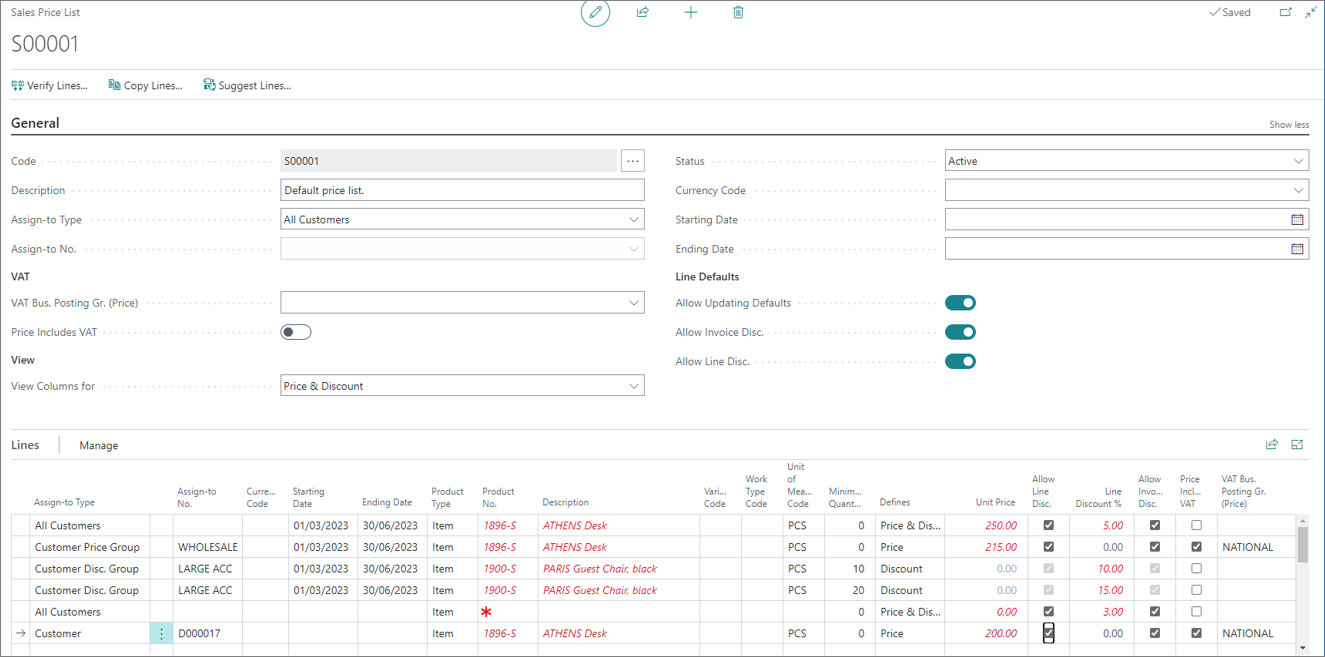 Sales Price List
Saved
S00001
Verify Lines...
Copy Lines...
Suggest Lines...
General
Show less
Code
S00001
...
Status
Active
Description
Default price list.
Currency Code
Assign-to Type
All Customers
Starting Date
Assign-to No.
Ending Date
VAT
Line Defaults
VAT Bus. Posting Gr. (Price)
Allow Updating Defaults
Price Includes VAT
Allow Invoice Disc.
View
Allow Line Disc.
View Columns for
Price & Discount
Lines
Manage
Assign-to Type
Assign-to
No.
Curre...
Code
Starting
Date
Ending Date
Product
Type
Product
No.
Description
Vari...
Code
Work
Type
Code
Unit
of
Mea...
Code
Minim...
Quant...
Defines
Unit Price
Allow
Line
Disc.
Line
Discount %
Allow
Invo...
Disc.
Price
Incl...
VAT
VAT Bus.
Posting Gr.
(Price)
All Customers 01/03/2023 30/06/2023 Item 1896-S ATHENS Desk PCS 0 Price & Dis... 250.00 5.00
Customer Price Group WHOLESALE 01/03/2023 30/06/2023 Item 1896-S ATHENS Desk PCS 0 Price 215.00 0.00 NATIONAL
Customer Disc. Group LARGE ACC 01/03/2023 30/06/2023 Item 1900-S PARIS Guest Chair, black PCS 10 Discount 0.00 10.00
Customer Disc. Group LARGE ACC 01/03/2023 30/06/2023 Item 1900-S PARIS Guest Chair, black PCS 20 Discount 0.00 15.00
All Customers Item * 0 Price & Dis... 0.00 3.00
Customer D000017 Item 1896-S ATHENS Desk PCS 0 Price 200.00 0.00 NATIONAL